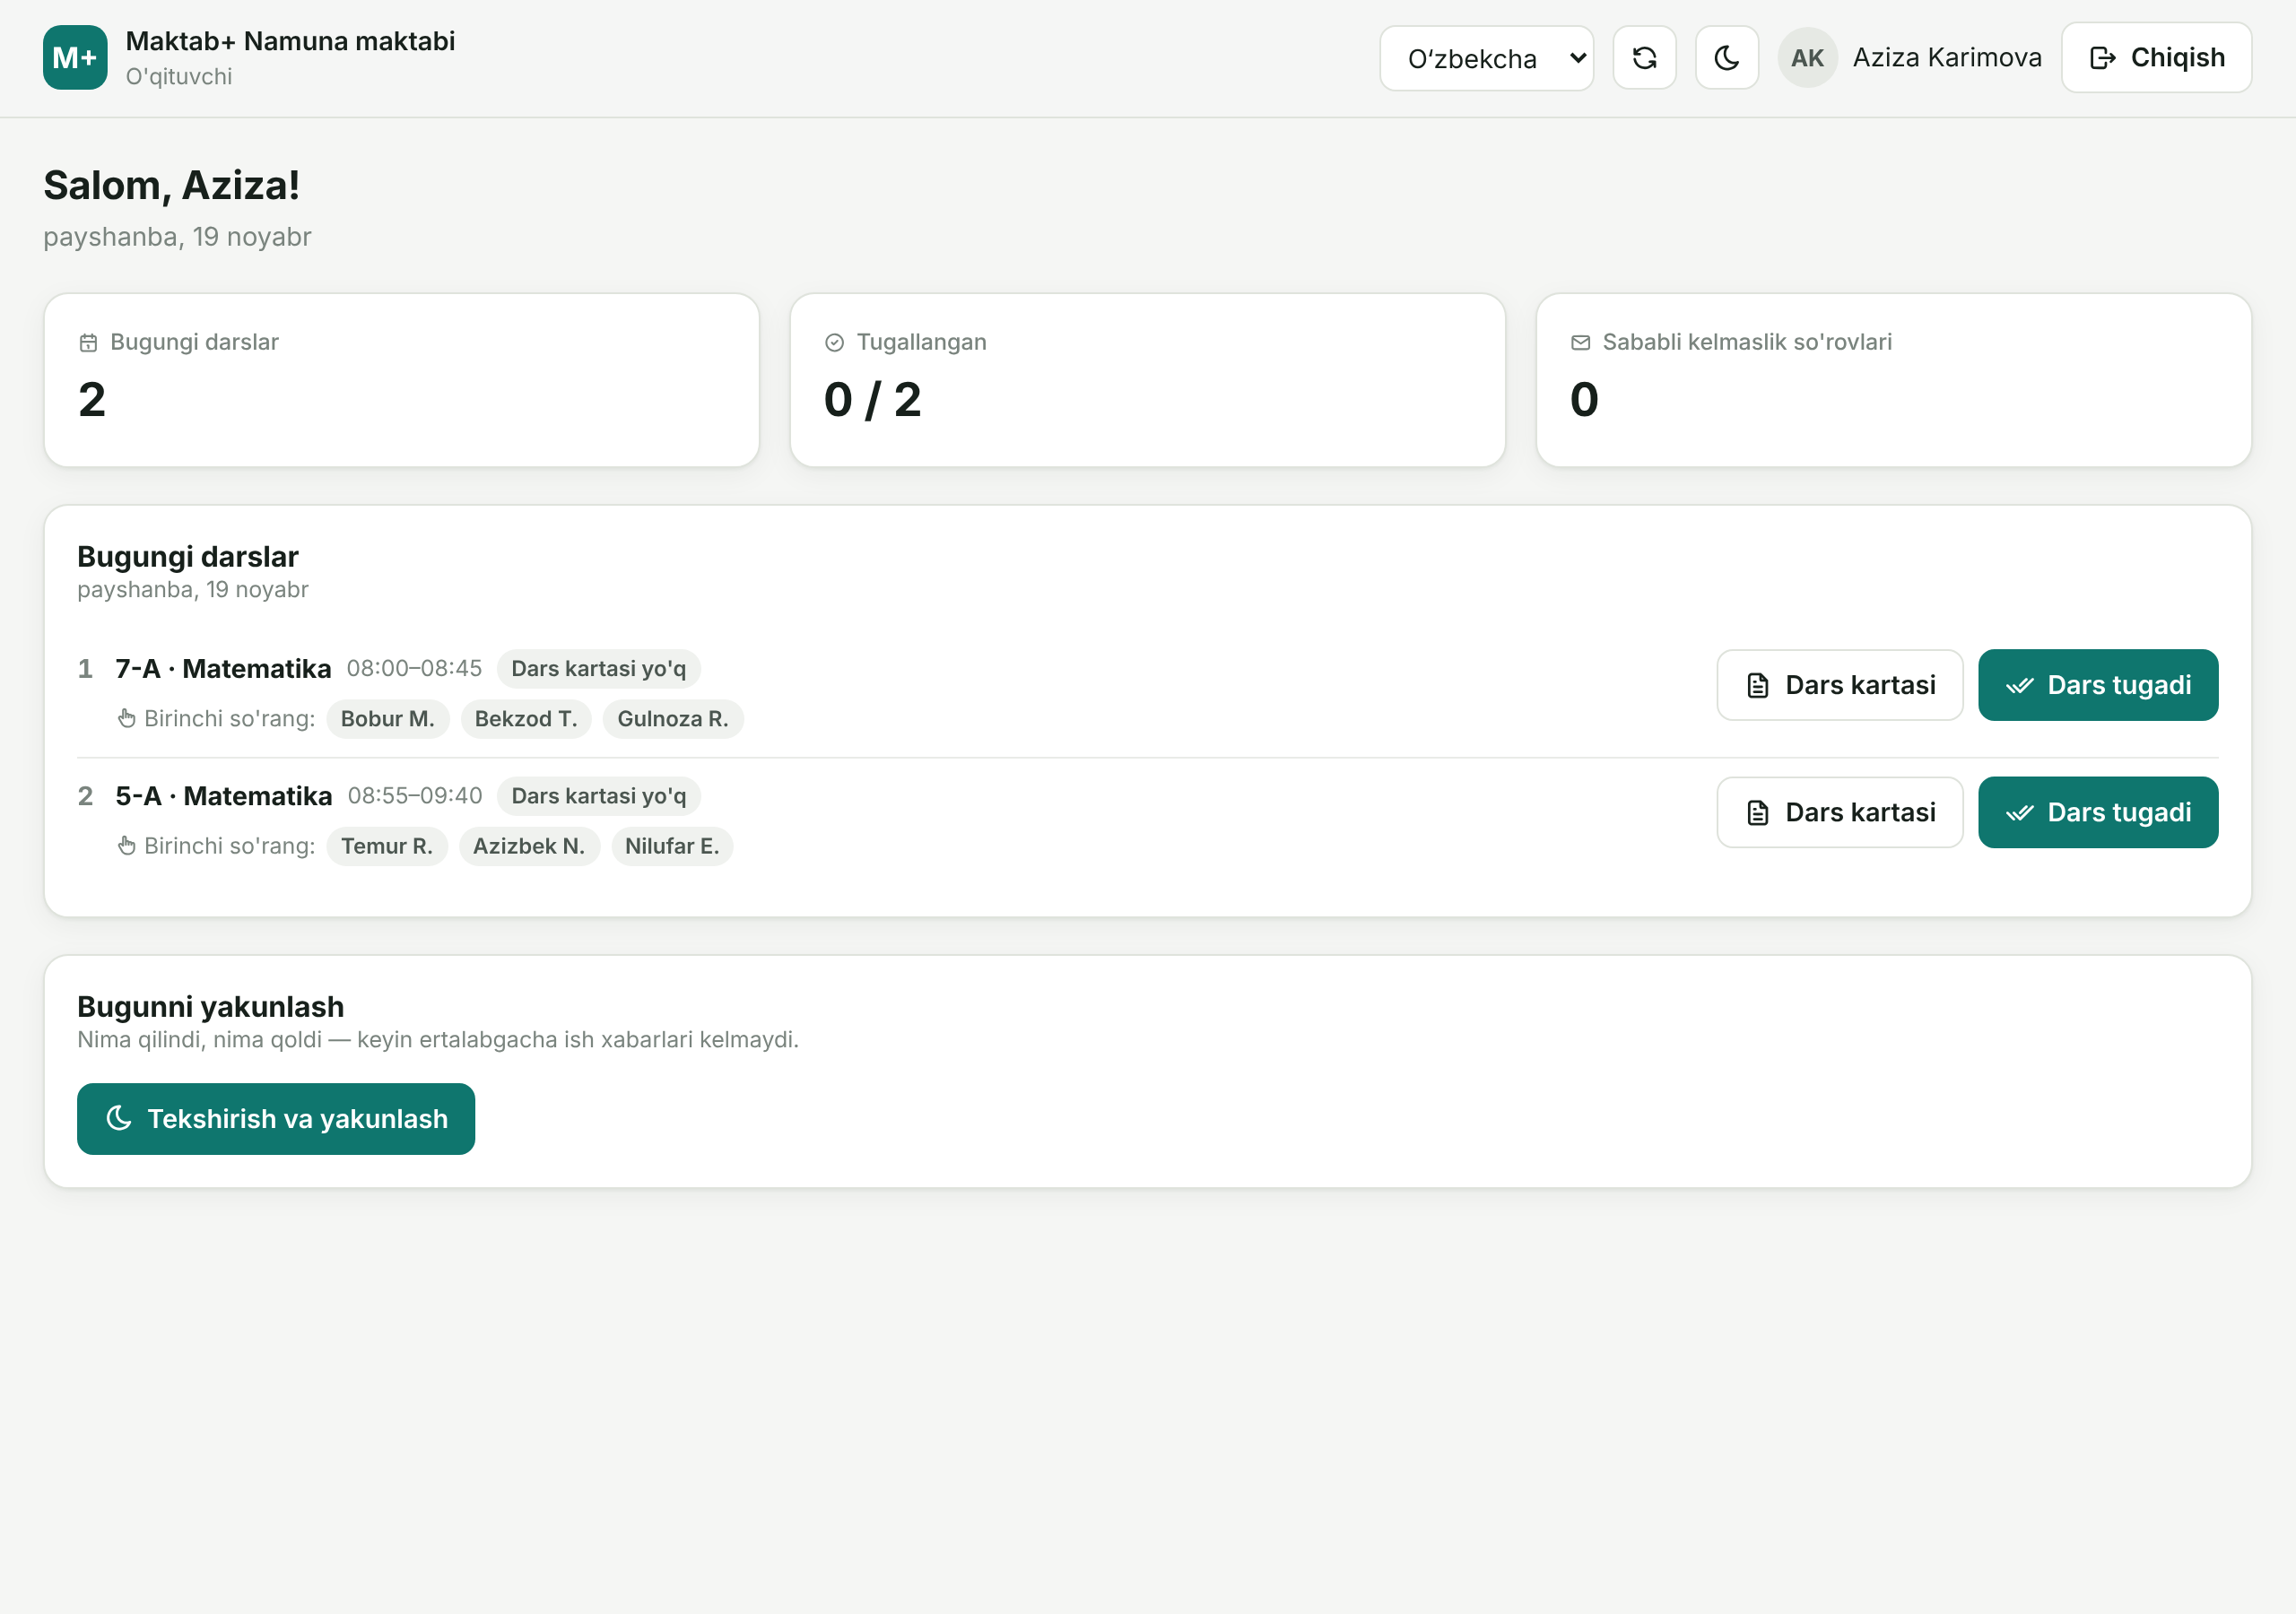 M+
Maktab+ Namuna maktabi
O'qituvchi
Oʻzbekcha
AK
Aziza Karimova
Chiqish
Salom, Aziza!
payshanba, 19 noyabr
Bugungi darslar
2
Tugallangan
0 / 2
Sababli kelmaslik so'rovlari
0
Bugungi darslar
payshanba, 19 noyabr
1 7-A · Matematika 08:00–08:45 Dars kartasi yo'q
Birinchi so'rang: Bobur M. Bekzod T. Gulnoza R.
Dars kartasi
Dars tugadi
2 5-A · Matematika 08:55–09:40 Dars kartasi yo'q
Birinchi so'rang: Temur R. Azizbek N. Nilufar E.
Dars kartasi
Dars tugadi
Bugunni yakunlash
Nima qilindi, nima qoldi — keyin ertalabgacha ish xabarlari kelmaydi.
Tekshirish va yakunlash